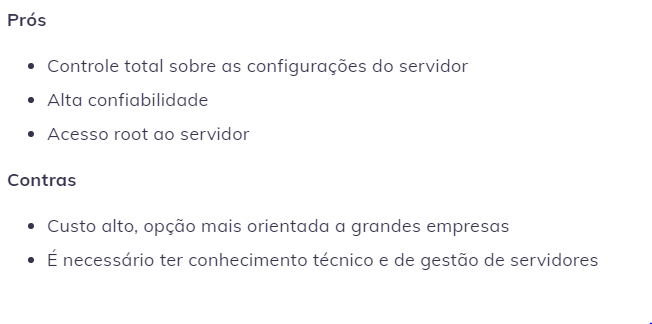 Prós
Controle total sobre as configurações do servidor
Alta confiabilidade
Acesso root ao servidor
Contras
Custo alto, opção mais orientada a grandes empresas
É necessário ter conhecimento técnico e de gestão de servidores